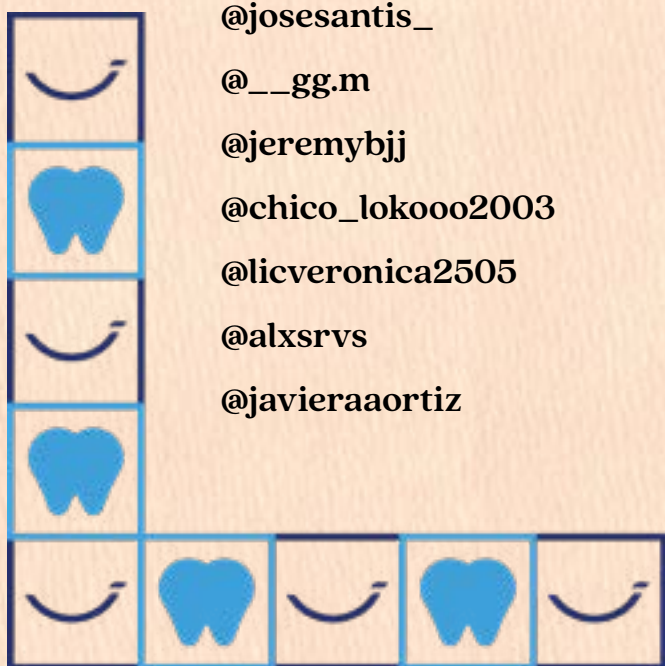 @josesantis_
@__gg.m
@jeremybjj
@chico_lokooo2003
@licveronica2505
@alxsrvs
@javieraaortiz